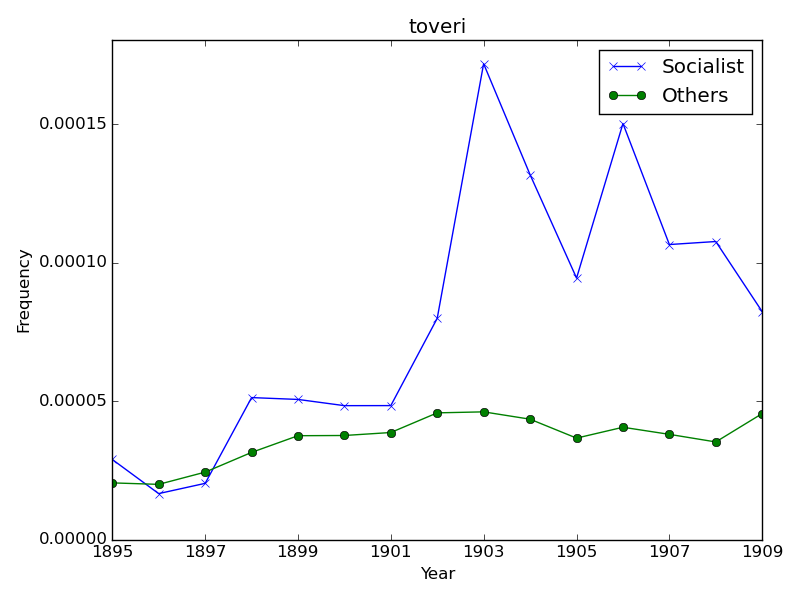 toveri
Socialist
Others
0.00015
0.00010
0.00005
0.00000
Frequency
1895 1897 1899 1901 1903 1905 1907 1909
Year